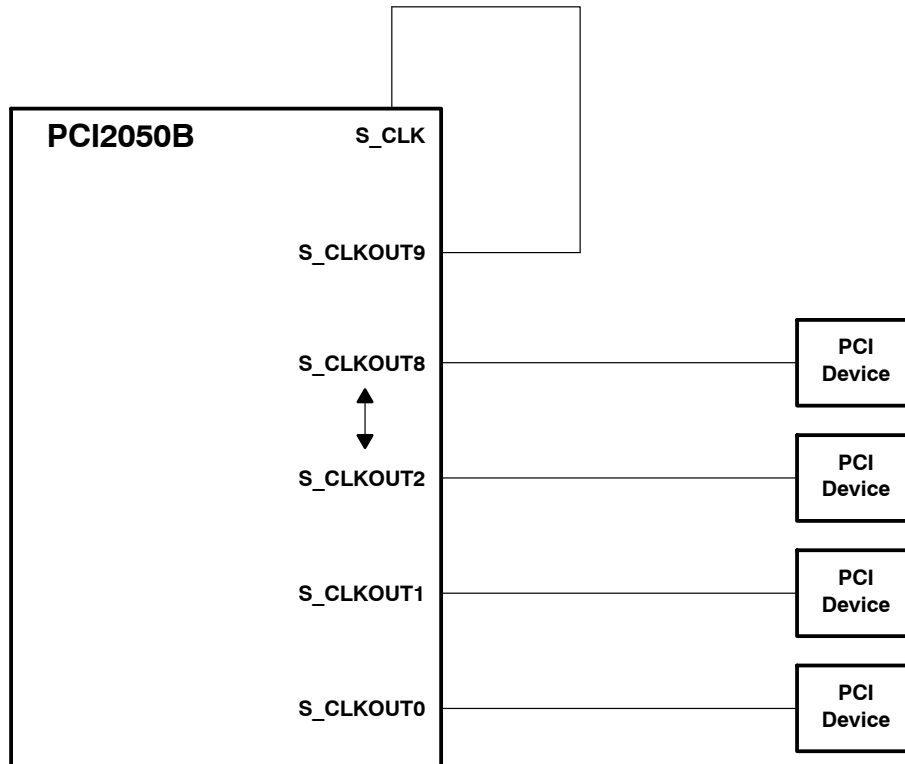 PCI2050B
S_CLK
S_CLKOUT9
S_CLKOUT8
PCI
Device
S_CLKOUT2
PCI
Device
S_CLKOUT1
PCI
Device
S_CLKOUT0
PCI
Device